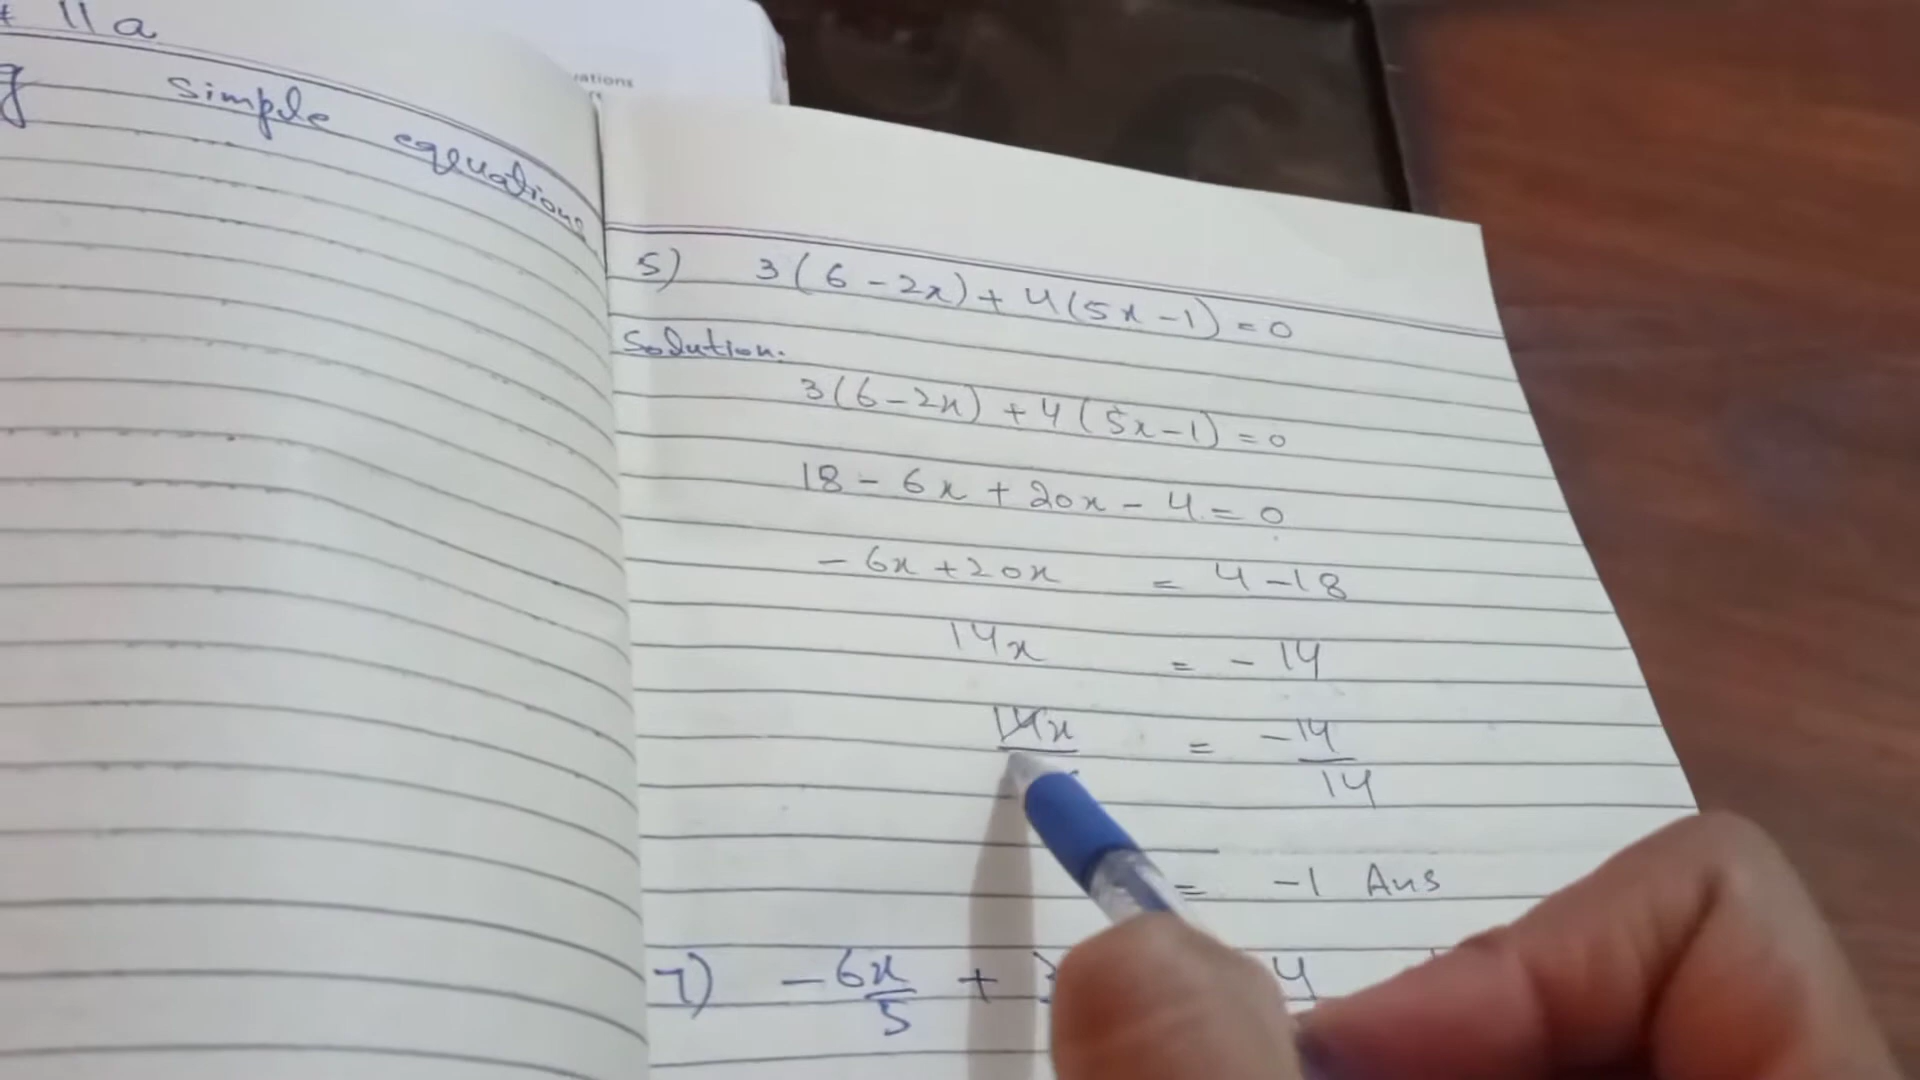 11a
simple equations
5) 3(6-2x)+4(5x-1)=0
Solution:
3(6-2x)+4(5x-1)=0
18-6x+20x-4=0
-6x+20x = 4-18
14x = -14
14x = -14
14
= -1 Ans
7) -6x + 4
5